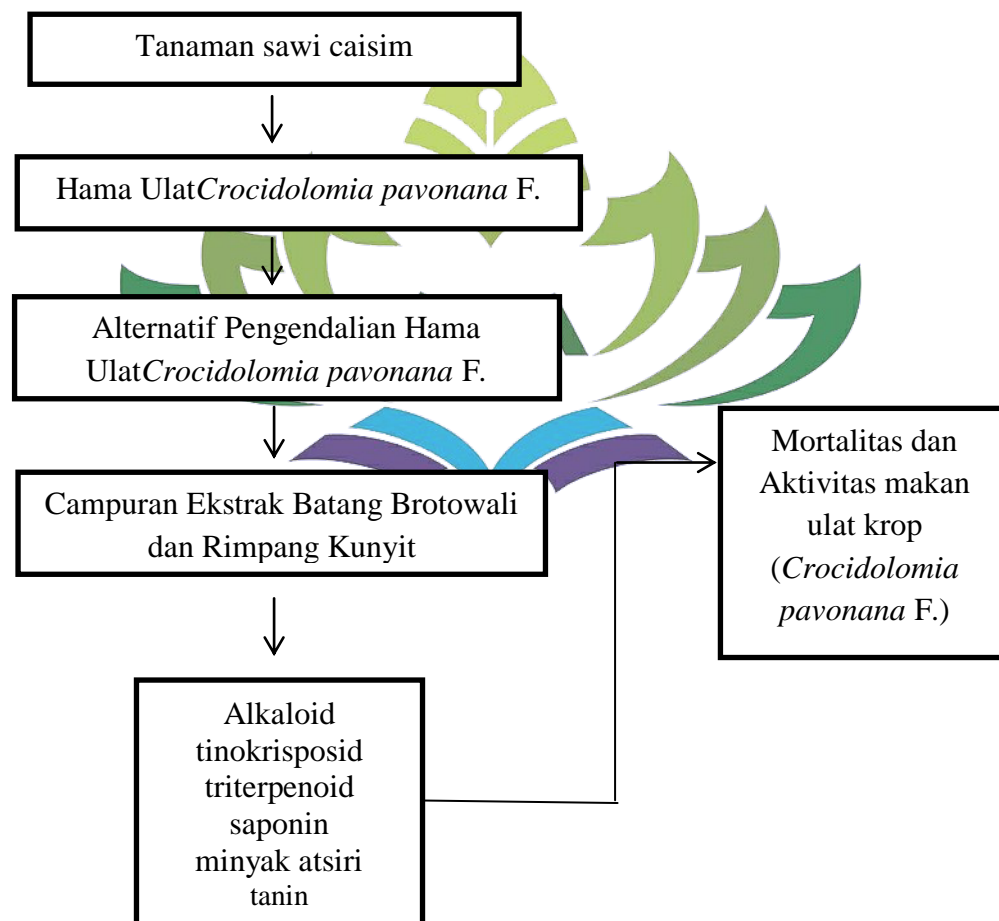 Tanaman sawi caisim
Hama UlatCrocidolomia pavonana F.
Alternatif Pengendalian Hama
UlatCrocidolomia pavonana F.
Campuran Ekstrak Batang Brotowali
dan Rimpang Kunyit
Alkaloid
tinokrisposid
triterpenoid
saponin
minyak atsiri
tanin
Mortalitas dan
Aktivitas makan
ulat krop
(Crocidolomia
pavonana F.)